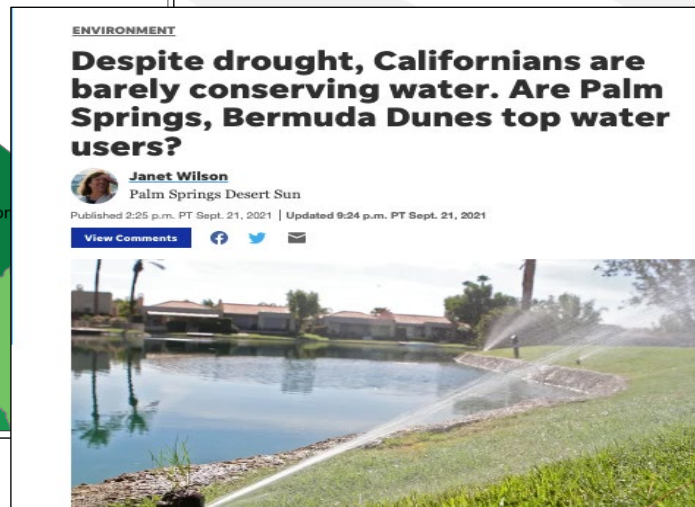 ENVIRONMENT
Despite drought, Californians are
barely conserving water. Are Palm
Springs, Bermuda Dunes top water
users?
Janet Wilson
Palm Springs Desert Sun
Published 2:25 p.m. PT Sept. 21, 2021 | Updated 9:24 p.m. PT Sept. 21, 2021
View Comments